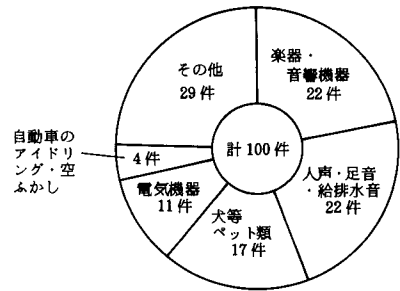 楽器・
音響機器
22件
人声・足音
・給排水音
22件
犬等
ペット類
17件
電気機器
11件
4件
自動車の
アイドリ
ング・空
ふかし
その他
29件
計100件